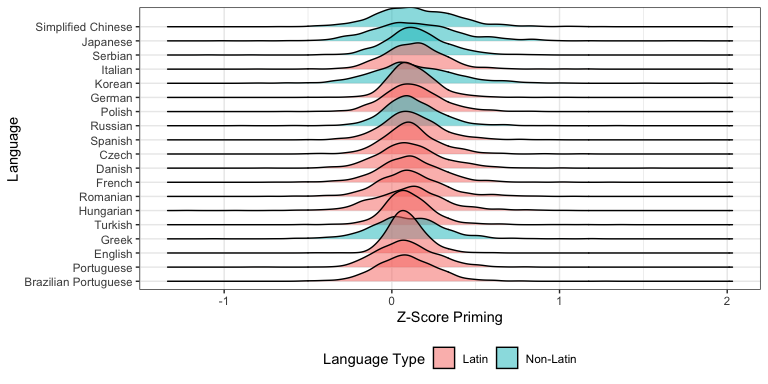 Language
Simplified Chinese
Japanese
Serbian
Italian
Korean
German
Polish
Russian
Spanish
Czech
Danish
French
Romanian
Hungarian
Turkish
Greek
English
Portuguese
Brazilian Portuguese
-1 0 1 2
Z-Score Priming
Language Type Latin Non-Latin